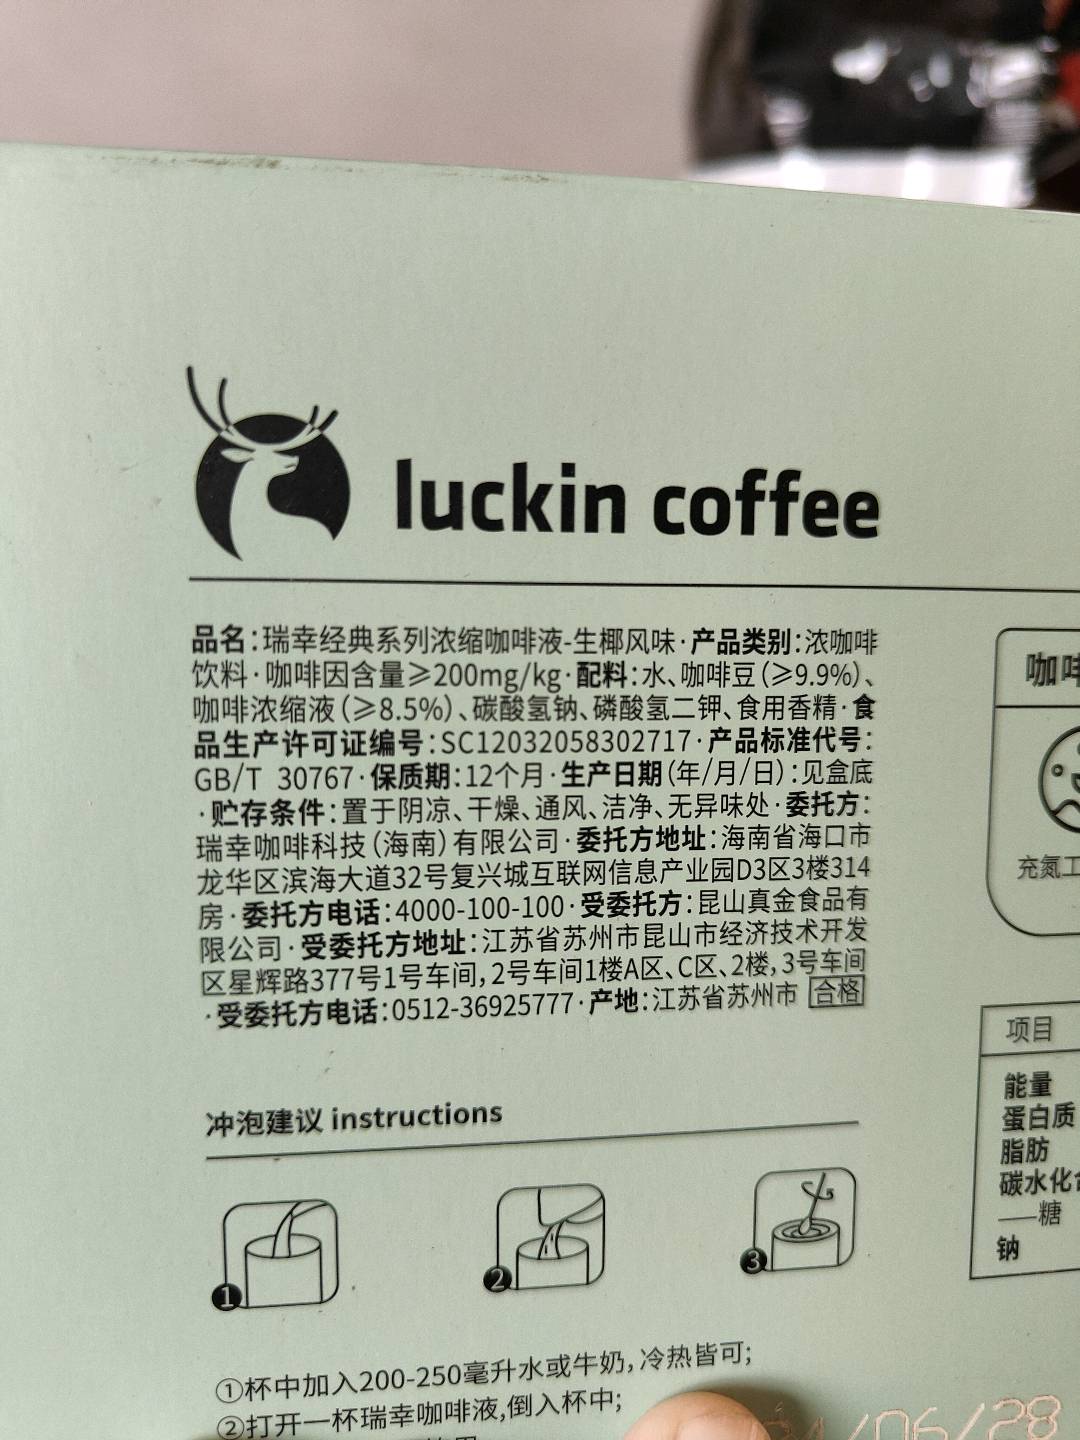 luckin coffee
品名:瑞幸经典系列浓缩咖啡液-生椰风味·产品类别:浓咖啡
饮料·咖啡因含量≥200mg/kg·配料:水、咖啡豆(≥9.9%)、
咖啡浓缩液(≥8.5%)、碳酸氢钠、磷酸氢二钾、食用香精·食
品生产许可证编号:SC12032058302717·产品标准代号:
GB/T 30767·保质期:12个月·生产日期(年/月/日):见盒底
·贮存条件:置于阴凉、干燥、通风、洁净、无异味处·委托方:
瑞幸咖啡科技(海南)有限公司·委托方地址:海南省海口市
龙华区滨海大道32号复兴城互联网信息产业园D3区3楼314
房·委托方电话:4000-100-100·受委托方:昆山真金食品有
限公司·受委托方地址:江苏省苏州市昆山市经济技术开发
区星辉路377号1号车间,2号车间1楼A区、C区、2楼,3号车间
·受委托方电话:0512-36925777·产地:江苏省苏州市 合格
冲泡建议 instructions
1
2
3
①杯中加入200-250毫升水或牛奶,冷热皆可;
②打开一杯瑞幸咖啡液,倒入杯中;
/06/28
咖
充氮工
项目
能量
蛋白质
脂肪
碳水化
—糖
钠